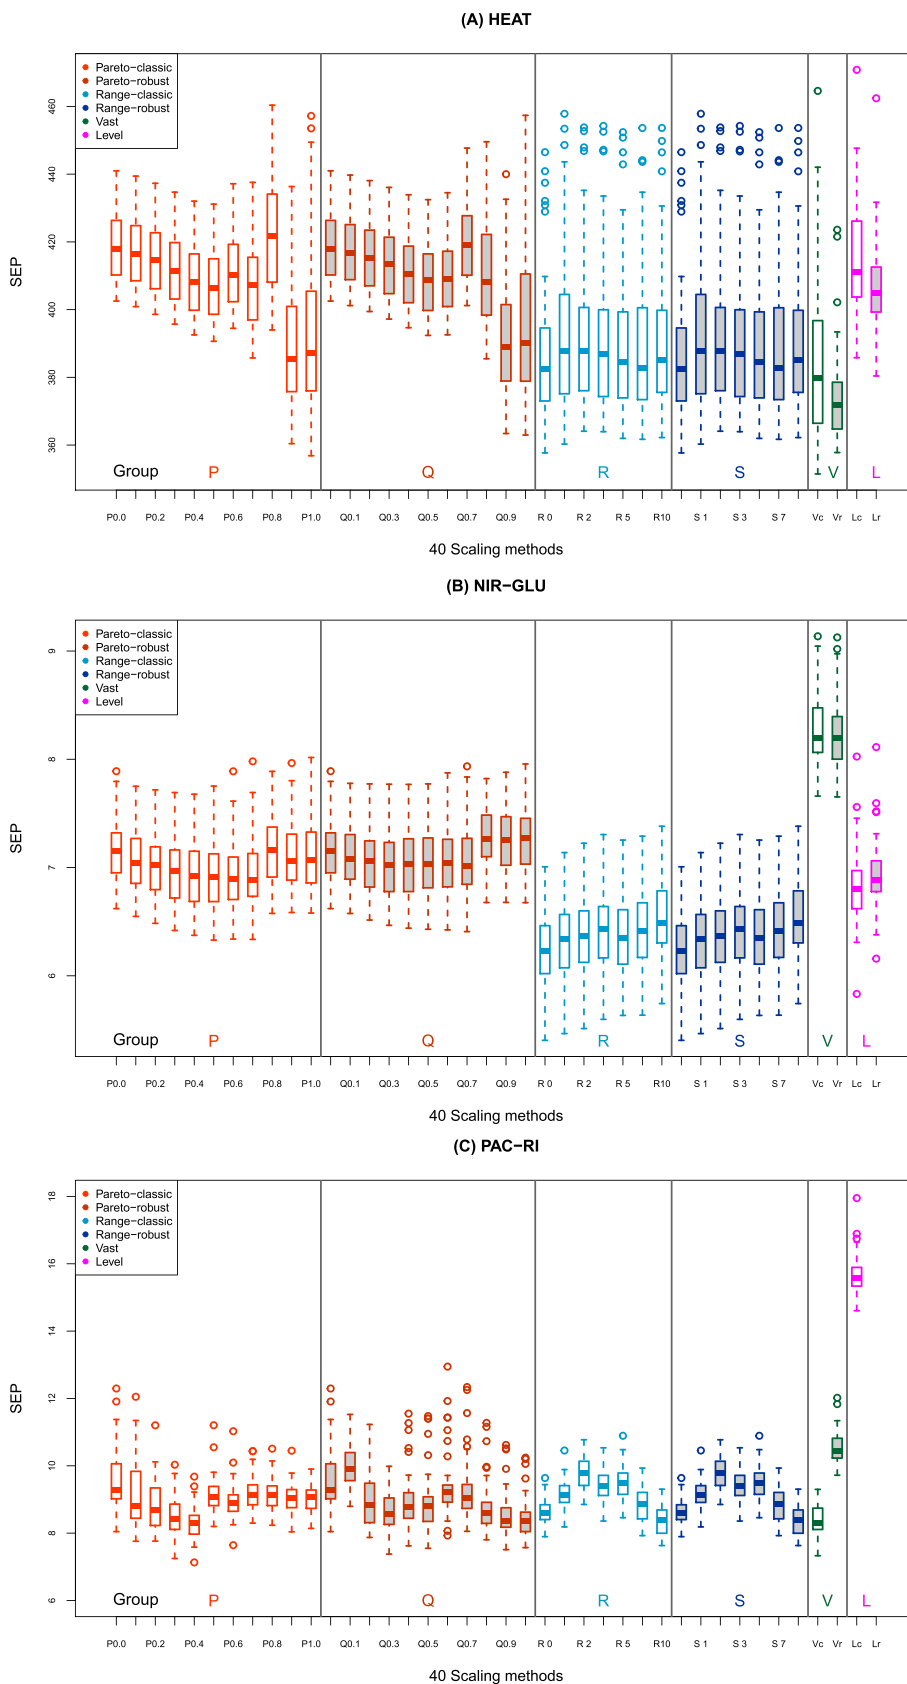 (A) HEAT
Pareto−classic
Pareto−robust
Range−classic
Range−robust
Vast
Level
SEP
460
440
420
400
380
360
Group P Q R S V L
P0.0 P0.2 P0.4 P0.6 P0.8 P1.0 Q0.1 Q0.3 Q0.5 Q0.7 Q0.9 R 0 R 2 R 5 R10 S 1 S 3 S 7 Vc Vr Lc Lr
40 Scaling methods
(B) NIR−GLU
Pareto−classic
Pareto−robust
Range−classic
Range−robust
Vast
Level
SEP
9
8
7
6
Group P Q R S V L
P0.0 P0.2 P0.4 P0.6 P0.8 P1.0 Q0.1 Q0.3 Q0.5 Q0.7 Q0.9 R 0 R 2 R 5 R10 S 1 S 3 S 7 Vc Vr Lc Lr
40 Scaling methods
(C) PAC−RI
Pareto−classic
Pareto−robust
Range−classic
Range−robust
Vast
Level
SEP
18
16
14
12
10
8
6
Group P Q R S V L
P0.0 P0.2 P0.4 P0.6 P0.8 P1.0 Q0.1 Q0.3 Q0.5 Q0.7 Q0.9 R 0 R 2 R 5 R10 S 1 S 3 S 7 Vc Vr Lc Lr
40 Scaling methods